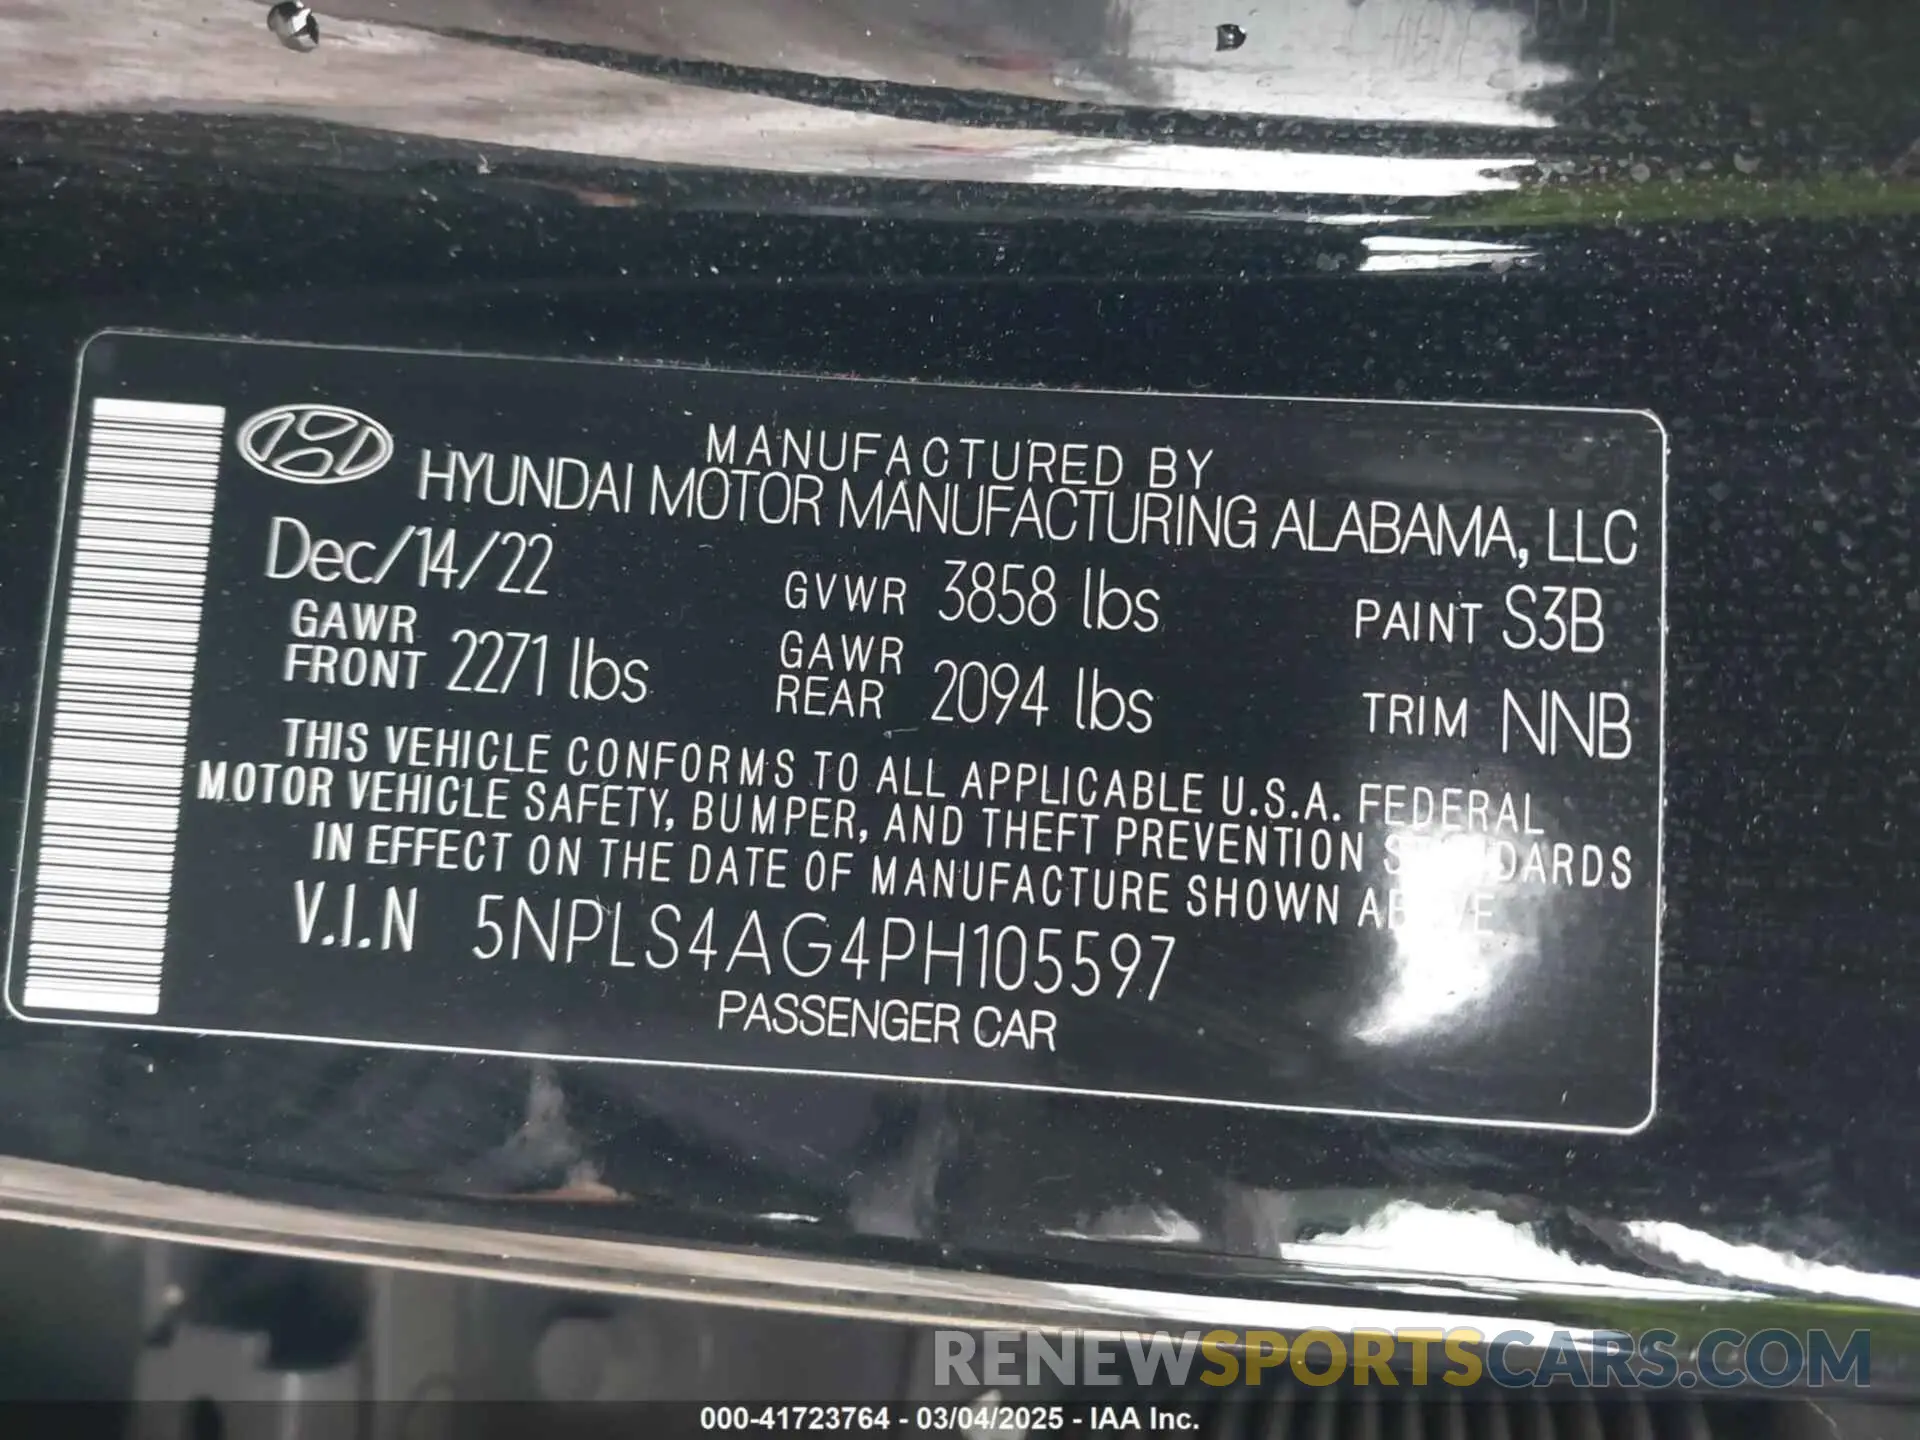 MANUFACTURED BY
HYUNDAI MOTOR MANUFACTURING ALABAMA, LLC
Dec/14/22 GVWR 3858 lbs PAINT S3B
GAWR FRONT 2271 lbs GAWR REAR 2094 lbs TRIM NNB
THIS VEHICLE CONFORMS TO ALL APPLICABLE U.S.A. FEDERAL
MOTOR VEHICLE SAFETY, BUMPER, AND THEFT PREVENTION STANDARDS
IN EFFECT ON THE DATE OF MANUFACTURE SHOWN ABOVE
V.I.N 5NPLS4AG4PH105597
PASSENGER CAR
RENEWSPORTSCARS.COM
000-41723764 - 03/04/2025 - IAA Inc.